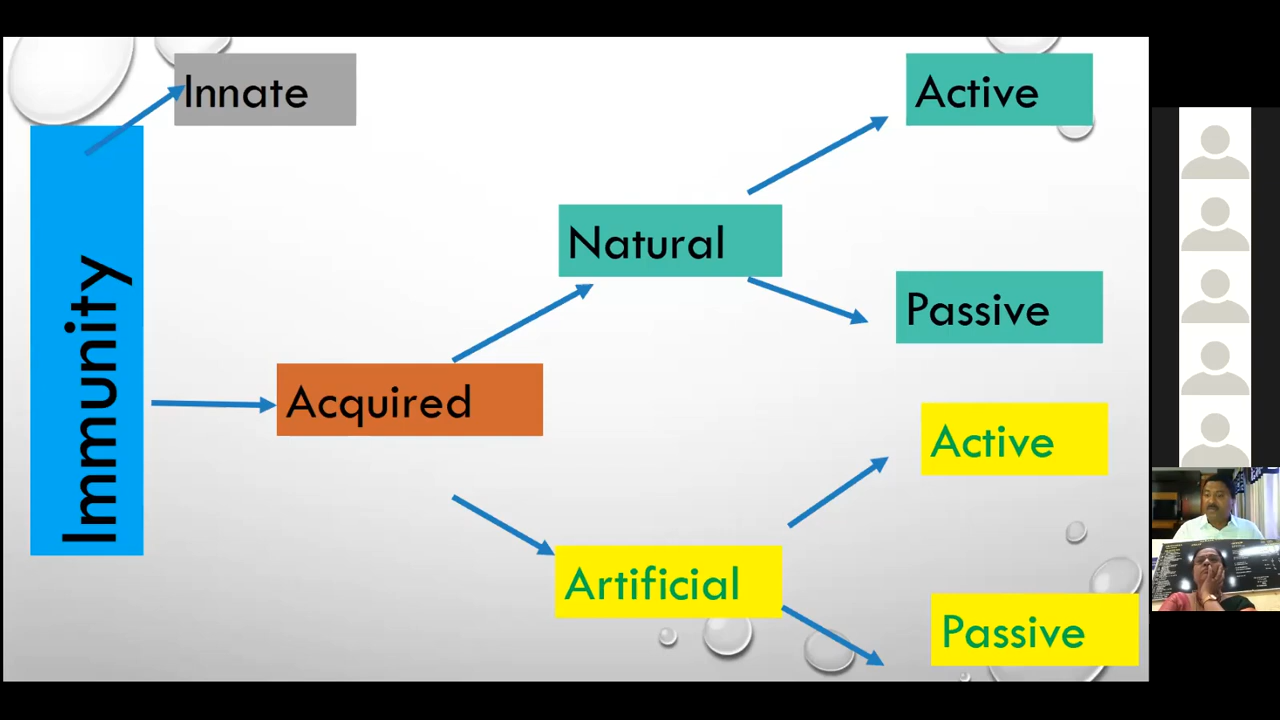 Innate
Active
Natural
Passive
Immunity
Acquired
Active
Artificial
Passive